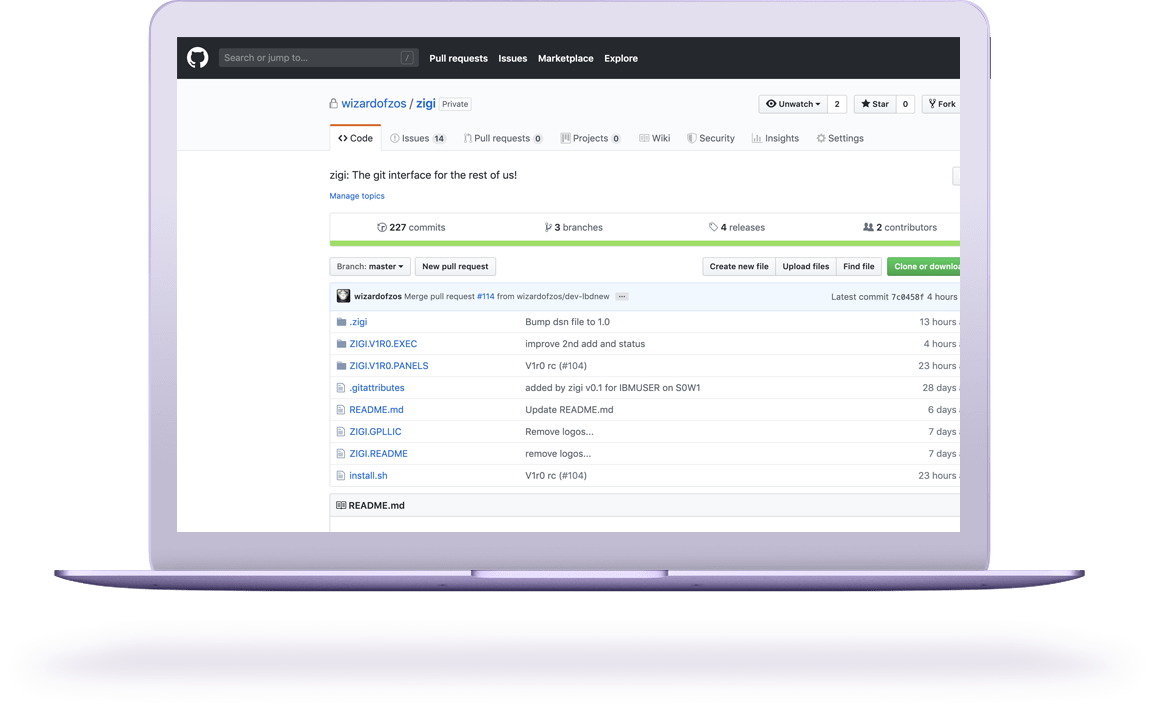 Search or jump to... /
Pull requests Issues Marketplace Explore
wizardofzos / zigi Private
Unwatch 2 Star 0 Fork
Code Issues 14 Pull requests 0 Projects 0 Wiki Security Insights Settings
zigi: The git interface for the rest of us!
Manage topics
227 commits 3 branches 4 releases 2 contributors
Branch: master New pull request Create new file Upload files Find file Clone or downloa
wizardofzos Merge pull request #114 from wizardofzos/dev-lbdnew ... Latest commit 7c0458f 4 hours
.zigi Bump dsn file to 1.0 13 hours
ZIGI.V1R0.EXEC improve 2nd add and status 4 hours
ZIGI.V1R0.PANELS V1r0 rc (#104) 23 hours
.gitattributes added by zigi v0.1 for IBMUSER on S0W1 28 days
README.md Update README.md 6 days
ZIGI.GPLLIC Remove logos... 7 days
ZIGI.README remove logos... 7 days
install.sh V1r0 rc (#104) 23 hours
README.md